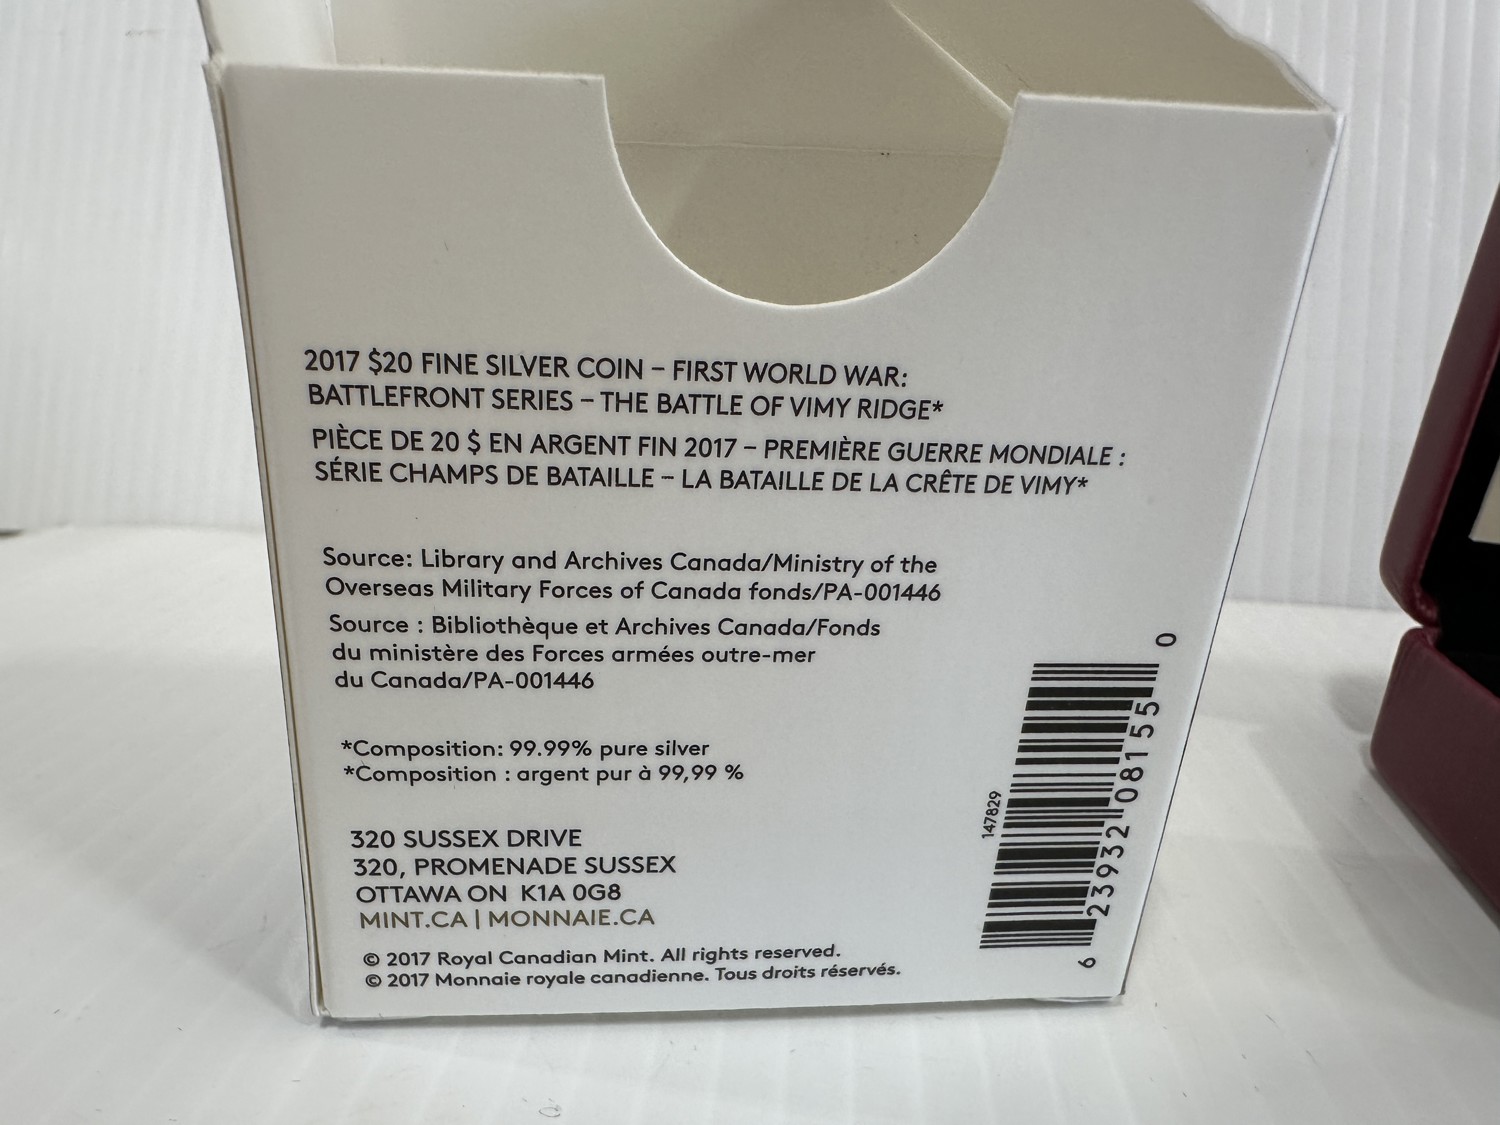 2017 $20 FINE SILVER COIN – FIRST WORLD WAR:
BATTLEFRONT SERIES – THE BATTLE OF VIMY RIDGE*
PIÈCE DE 20 $ EN ARGENT FIN 2017 – PREMIÈRE GUERRE MONDIALE :
SÉRIE CHAMPS DE BATAILLE – LA BATAILLE DE LA CRÊTE DE VIMY*
Source: Library and Archives Canada/Ministry of the
Overseas Military Forces of Canada fonds/PA-001446
Source : Bibliothèque et Archives Canada/Fonds
du ministère des Forces armées outre-mer
du Canada/PA-001446
*Composition: 99.99% pure silver
*Composition : argent pur à 99,99 %
320 SUSSEX DRIVE
320, PROMENADE SUSSEX
OTTAWA ON K1A 0G8
MINT.CA | MONNAIE.CA
© 2017 Royal Canadian Mint. All rights reserved.
© 2017 Monnaie royale canadienne. Tous droits réservés.
147829
6 23932 08155 0